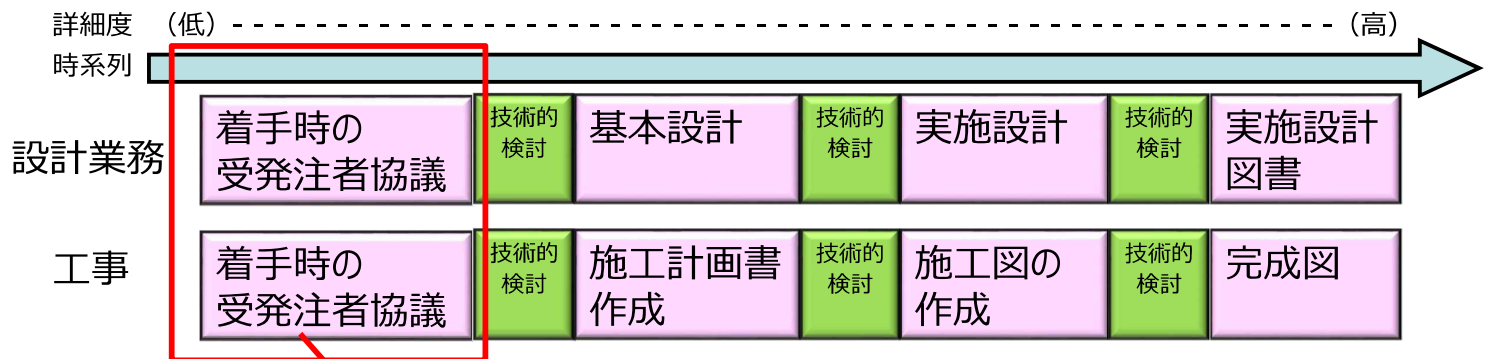 詳細度 （低） （高）
時系列
設計業務
着手時の
受発注者協議
技術的
検討
基本設計
技術的
検討
実施設計
技術的
検討
実施設計
図書
工事
着手時の
受発注者協議
技術的
検討
施工計画書
作成
技術的
検討
施工図の
作成
技術的
検討
完成図